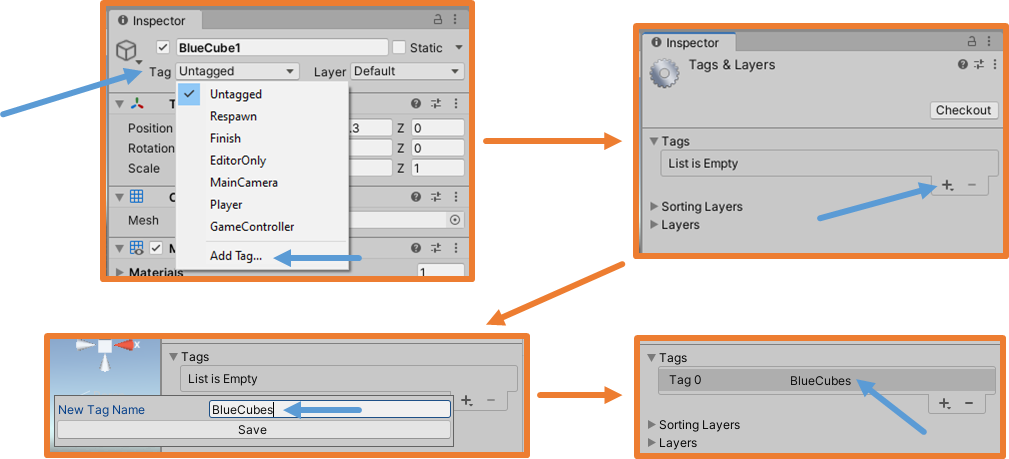 Inspector
BlueCube1 Static
Tag Untagged Layer Default
Untagged
Respawn
Finish
EditorOnly
MainCamera
Player
GameController
Add Tag...
T
Position .3 Z 0
Rotation Z 0
Scale Z 1
Mesh
M
Materials 1
Inspector
Tags & Layers
Checkout
Tags
List is Empty
Sorting Layers
Layers
x
Tags
List is Empty
New Tag Name BlueCubes
Save
Tags
Tag 0 BlueCubes
Sorting Layers
Layers